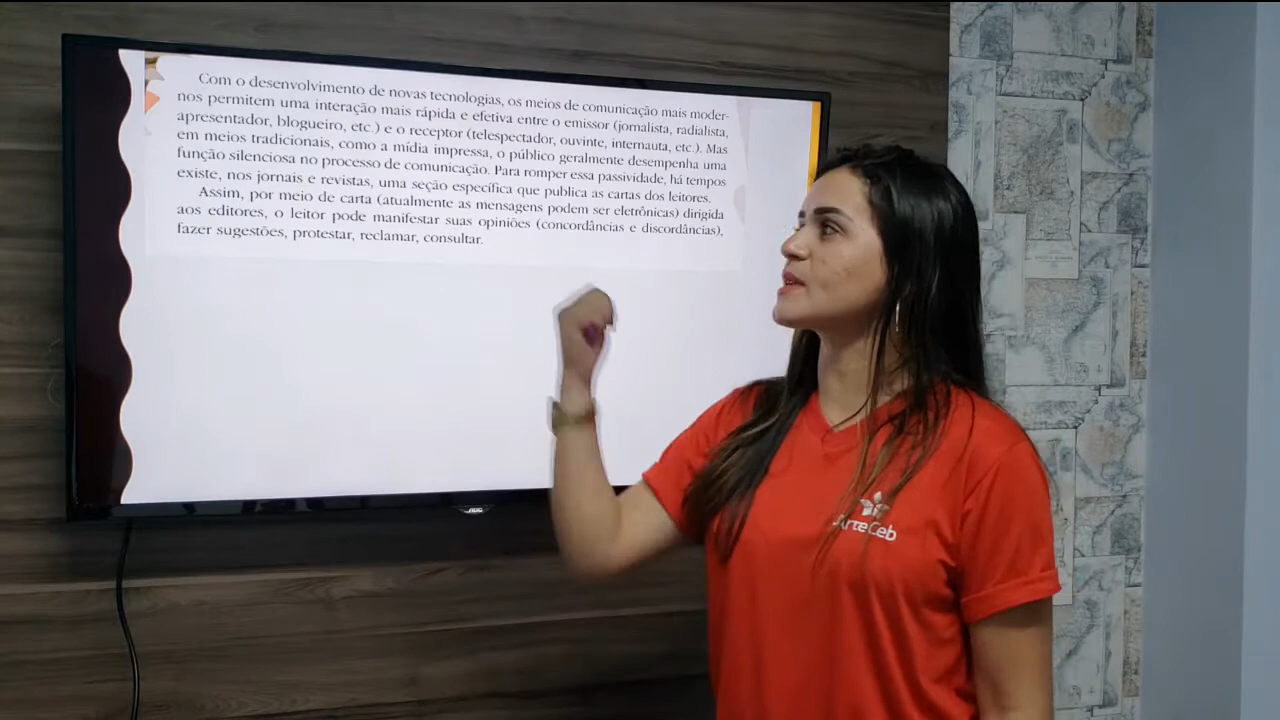 Com o desenvolvimento de novas tecnologias, os meios de comunicação mais moder-
nos permitem uma interação mais rápida e efetiva entre o emissor (jornalista, radialista,
apresentador, blogueiro, etc.) e o receptor (telespectador, ouvinte, internauta, etc.). Mas
em meios tradicionais, como a mídia impressa, o público geralmente desempenha uma
função silenciosa no processo de comunicação. Para romper essa passividade, há tempos
existe, nos jornais e revistas, uma seção específica que publica as cartas dos leitores.
Assim, por meio de carta (atualmente as mensagens podem ser eletrônicas) dirigida
aos editores, o leitor pode manifestar suas opiniões (concordâncias e discordâncias),
fazer sugestões, protestar, reclamar, consultar.
AOC
ArteCeb